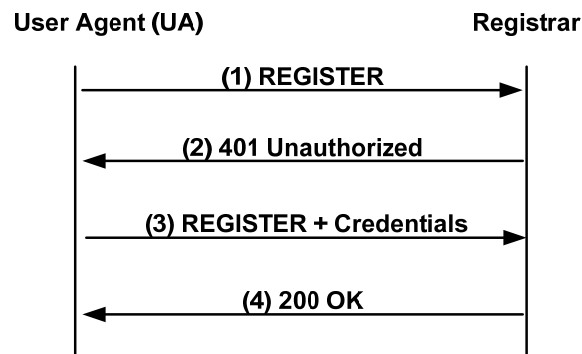 User Agent (UA) Registrar
(1) REGISTER
(2) 401 Unauthorized
(3) REGISTER + Credentials
(4) 200 OK